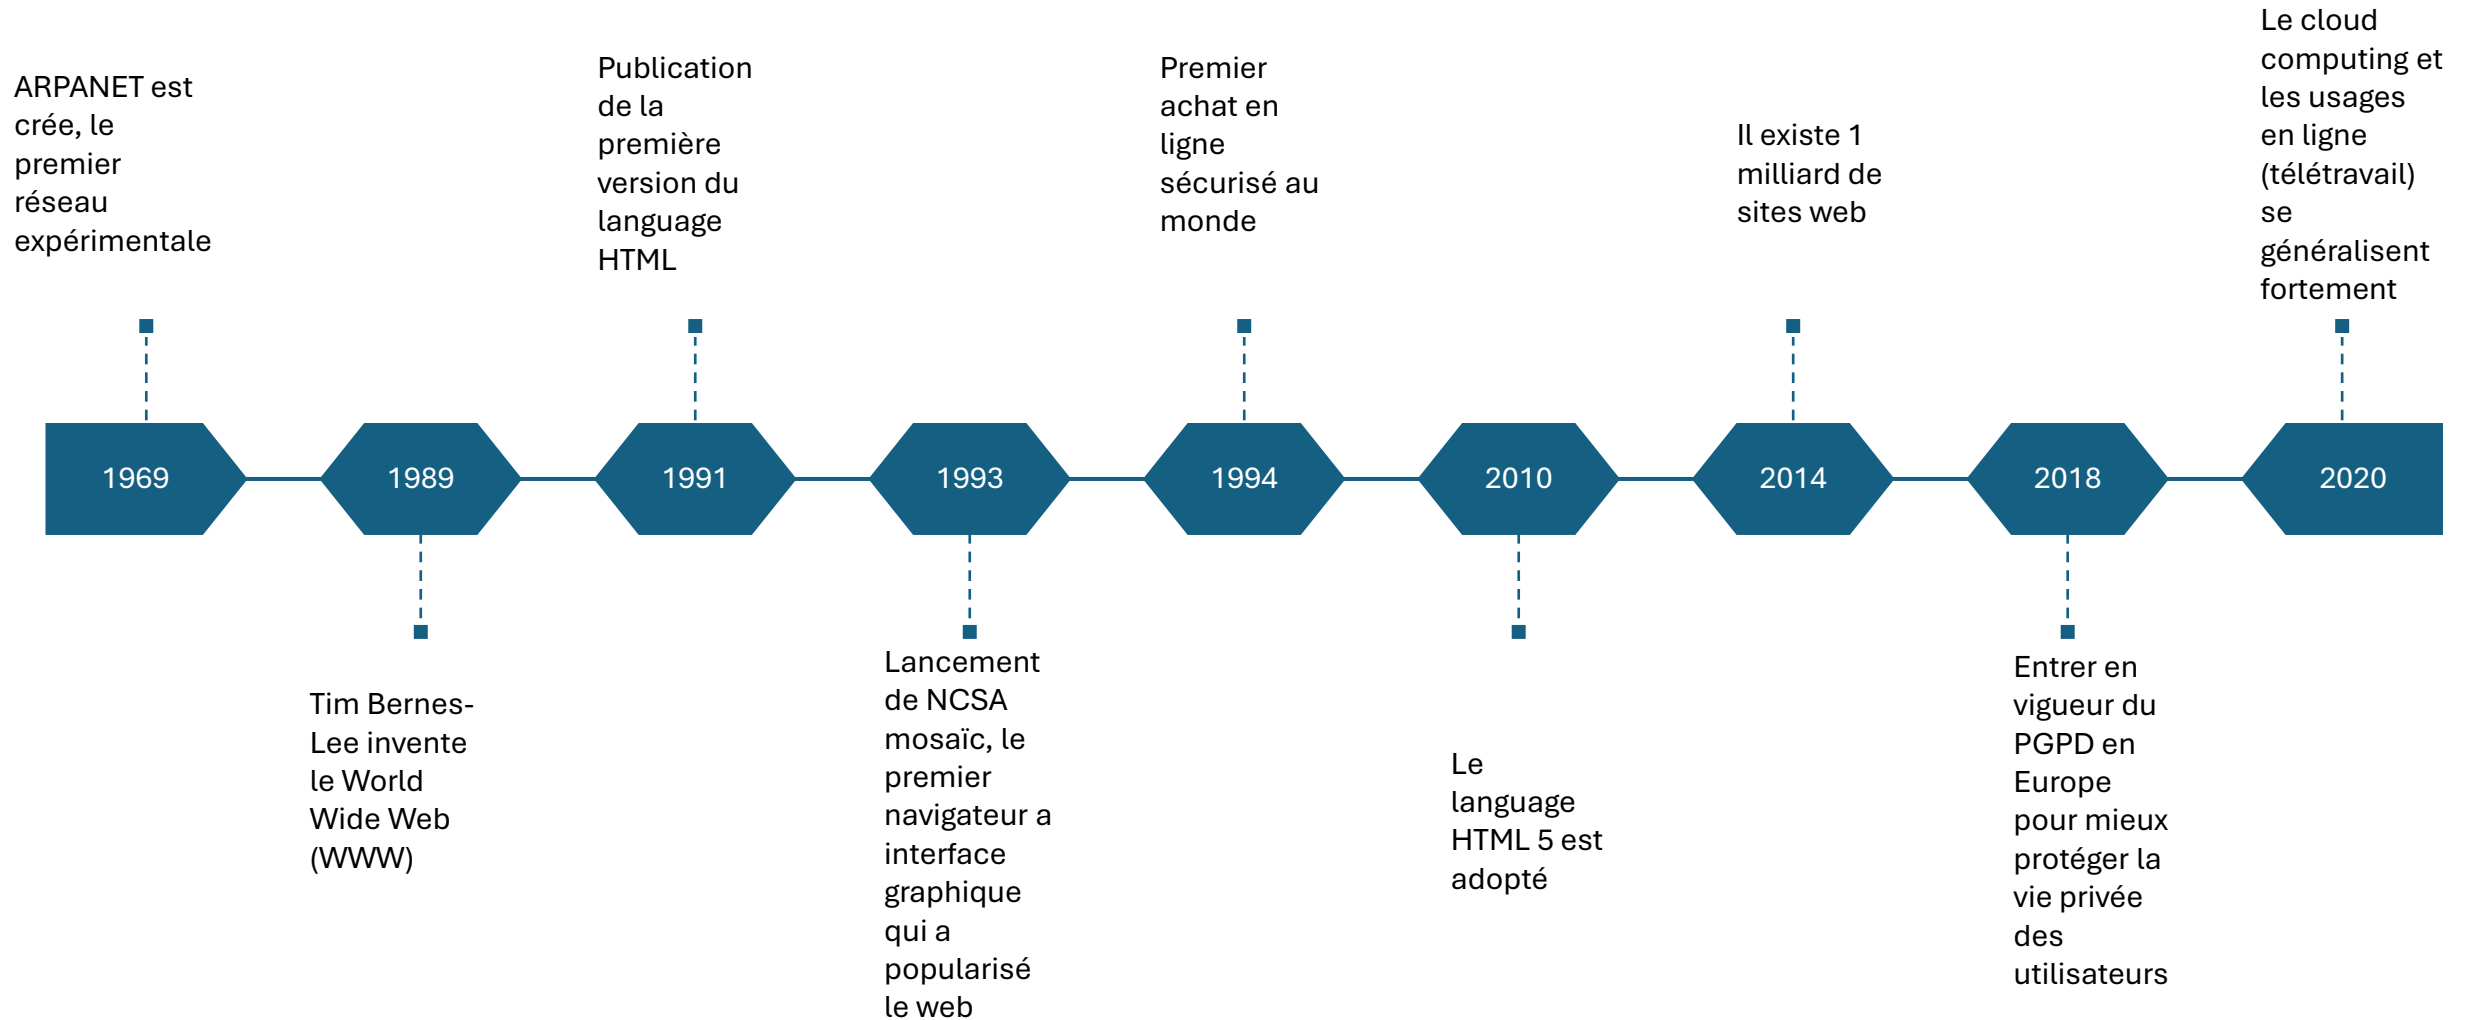 ARPANET est
crée, le
premier
réseau
expérimentale
Publication
de la
première
version du
language
HTML
Premier
achat en
ligne
sécurisé au
monde
Il existe 1
milliard de
sites web
Le cloud
computing et
les usages
en ligne
(télétravail)
se
généralisent
fortement
1969
1989
1991
1993
1994
2010
2014
2018
2020
Tim Bernes-
Lee invente
le World
Wide Web
(WWW)
Lancement
de NCSA
mosaïc, le
premier
navigateur a
interface
graphique
qui a
popularisé
le web
Le
language
HTML 5 est
adopté
Entrer en
vigueur du
PGPD en
Europe
pour mieux
protéger la
vie privée
des
utilisateurs